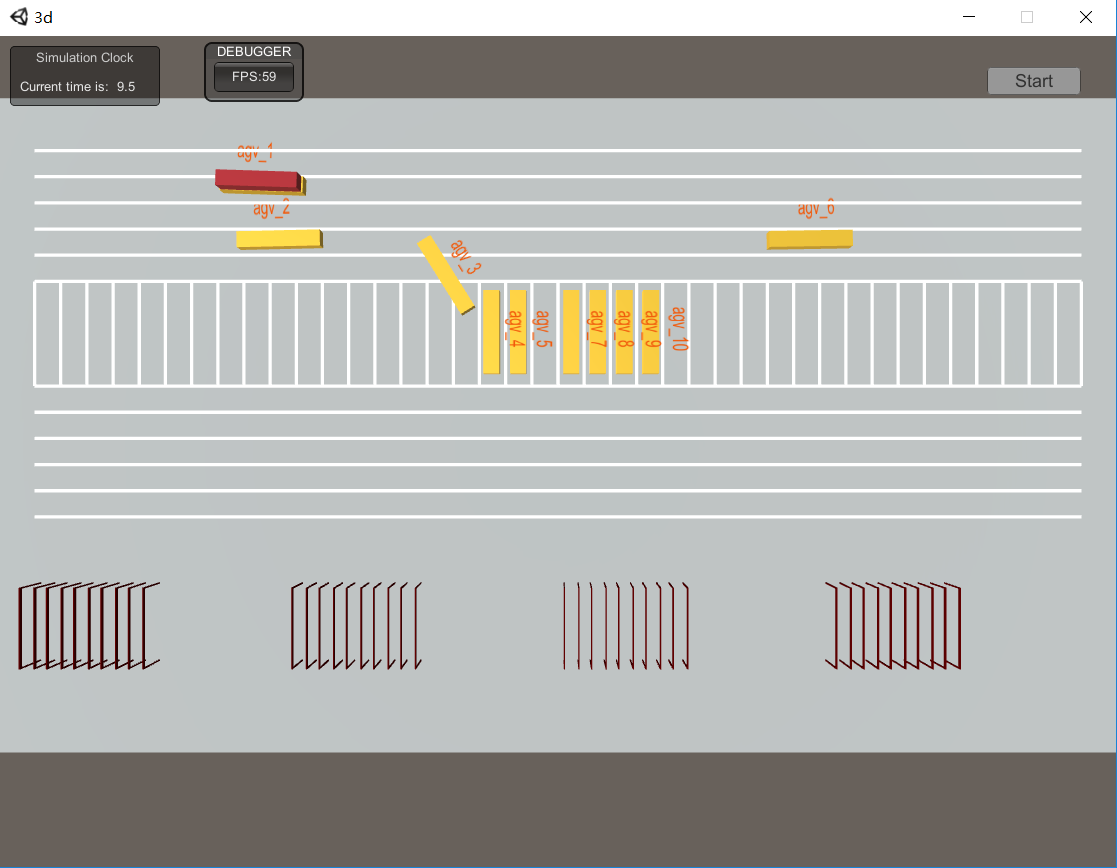 3d
Simulation Clock
Current time is: 9.5
DEBUGGER
FPS:59
Start
agv_1
agv_2
agv_6
agv_3
agv_4
agv_5
agv_7
agv_8
agv_9
agv_10